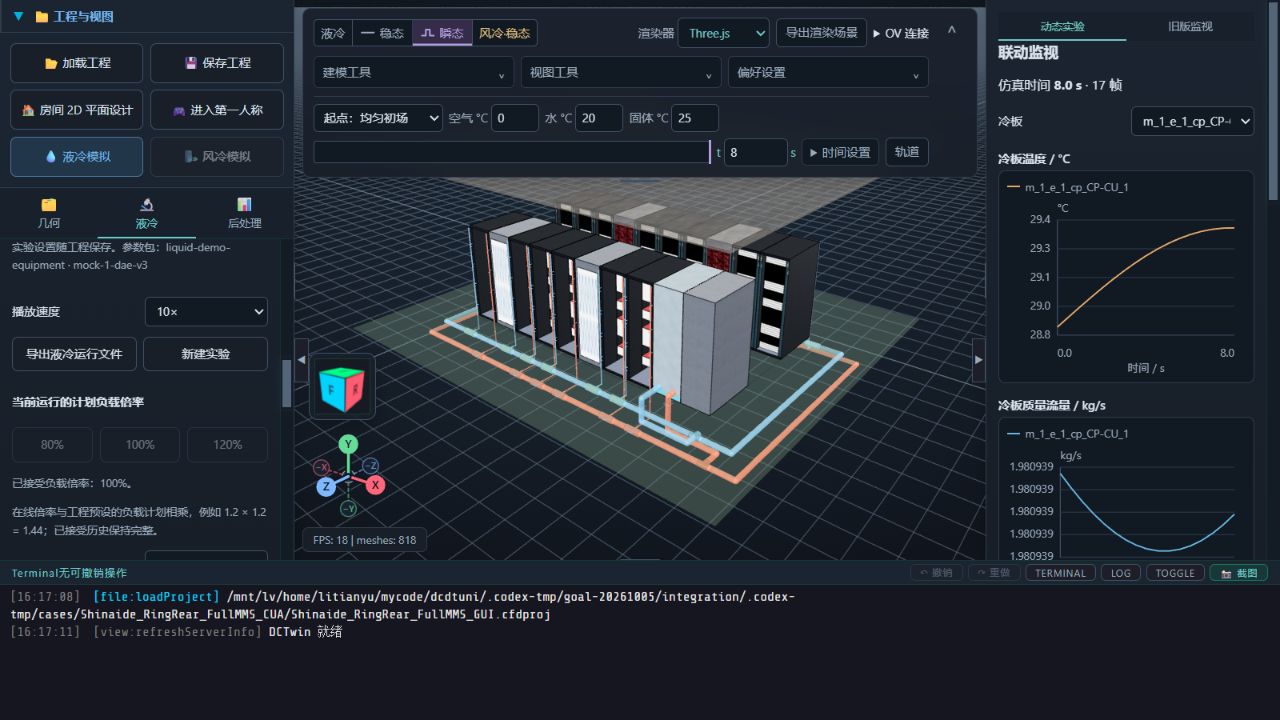 ▼ 工程与视图
加载工程
保存工程
房间 2D 平面设计
进入第一人称
液冷模拟
风冷模拟
几何
液冷
后处理
实验设置随工程保存。参数包：liquid-demo-
equipment · mock-1-dae-v3
播放速度
10×
导出液冷运行文件
新建实验
当前运行的计划负载倍率
80%
100%
120%
已接受负载倍率：100%。
在线倍率与工程预设的负载计划相乘，例如 1.2 × 1.2
= 1.44；已接受历史保持完整。
液冷
稳态
瞬态
风冷·稳态
渲染器
Three.js
导出渲染场景
▶ OV 连接
建模工具
视图工具
偏好设置
起点：均匀初场
空气 °C
0
水 °C
20
固体 °C
25
t
8
s
▶ 时间设置
轨道
F
R
Y
-X
-Z
Z
X
-Y
FPS: 18 | meshes: 818
动态实验
旧版监视
联动监视
仿真时间 8.0 s · 17 帧
冷板
m_1_e_1_cp_CP-
冷板温度 / °C
m_1_e_1_cp_CP-CU_1
°C
29.4
29.3
29.1
29.0
28.8
0.0
8.0
时间 / s
冷板质量流量 / kg/s
m_1_e_1_cp_CP-CU_1
kg/s
1.980939
1.980939
1.980939
1.980939
1.980939
Terminal无可撤销操作
撤销
重做
TERMINAL
LOG
TOGGLE
截图
[16:17:08] [file:loadProject] /mnt/lv/home/litianyu/mycode/dcdtuni/.codex-tmp/goal-20261005/integration/.codex-
tmp/cases/Shinaide_RingRear_FullMMS_CUA/Shinaide_RingRear_FullMMS_GUI.cfdproj
[16:17:11] [view:refreshServerInfo] DCTwin 就绪